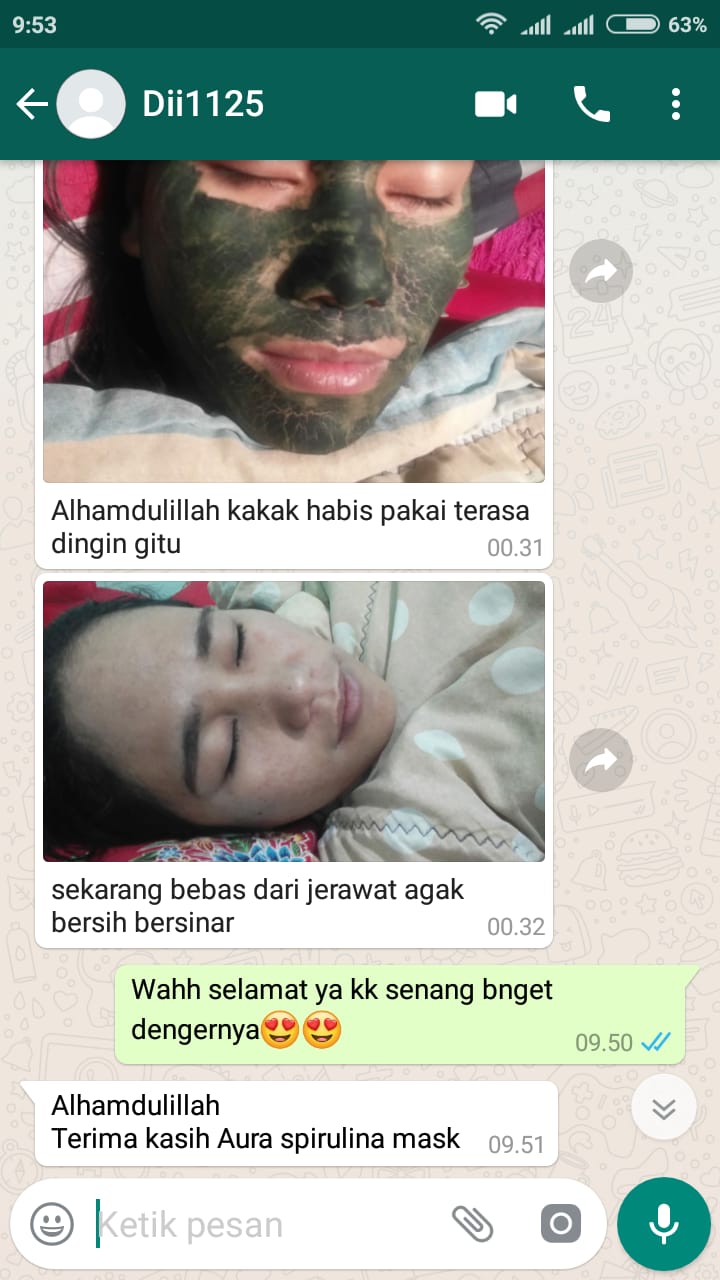 9:53
63%
Dii1125
Alhamdulillah kakak habis pakai terasa
dingin gitu
00.31
sekarang bebas dari jerawat agak
bersih bersinar
00.32
Wahh selamat ya kk senang bnget
dengernya😍😍
09.50
Alhamdulillah
Terima kasih Aura spirulina mask
09.51
Ketik pesan